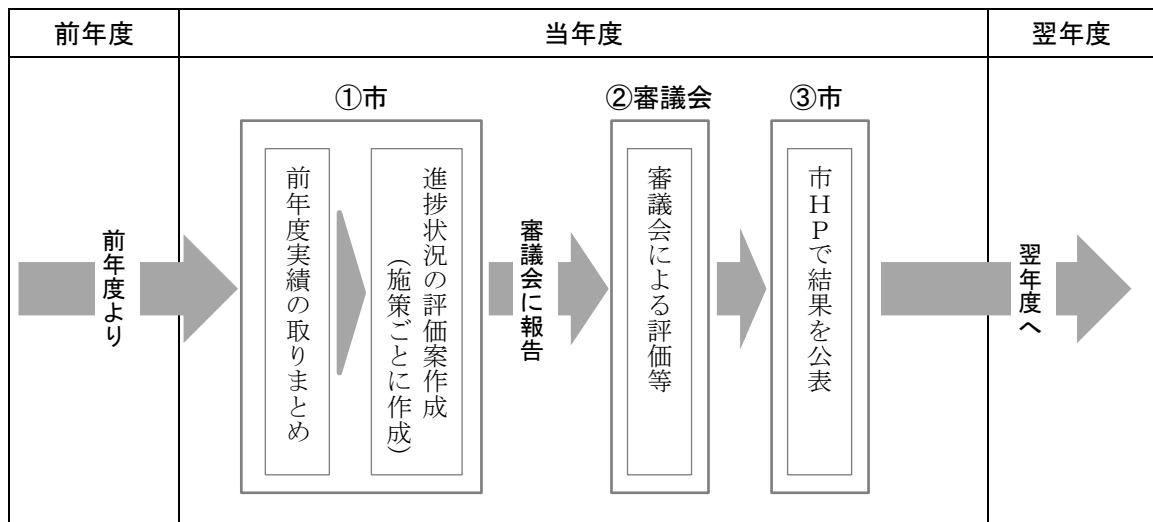 前年度
当年度
翌年度
①市
②審議会
③市
前年度より
前年度実績の取りまとめ
進捗状況の評価案作成
(施策ごとに作成)
審議会に報告
審議会による評価等
市HPで結果を公表
翌年度へ